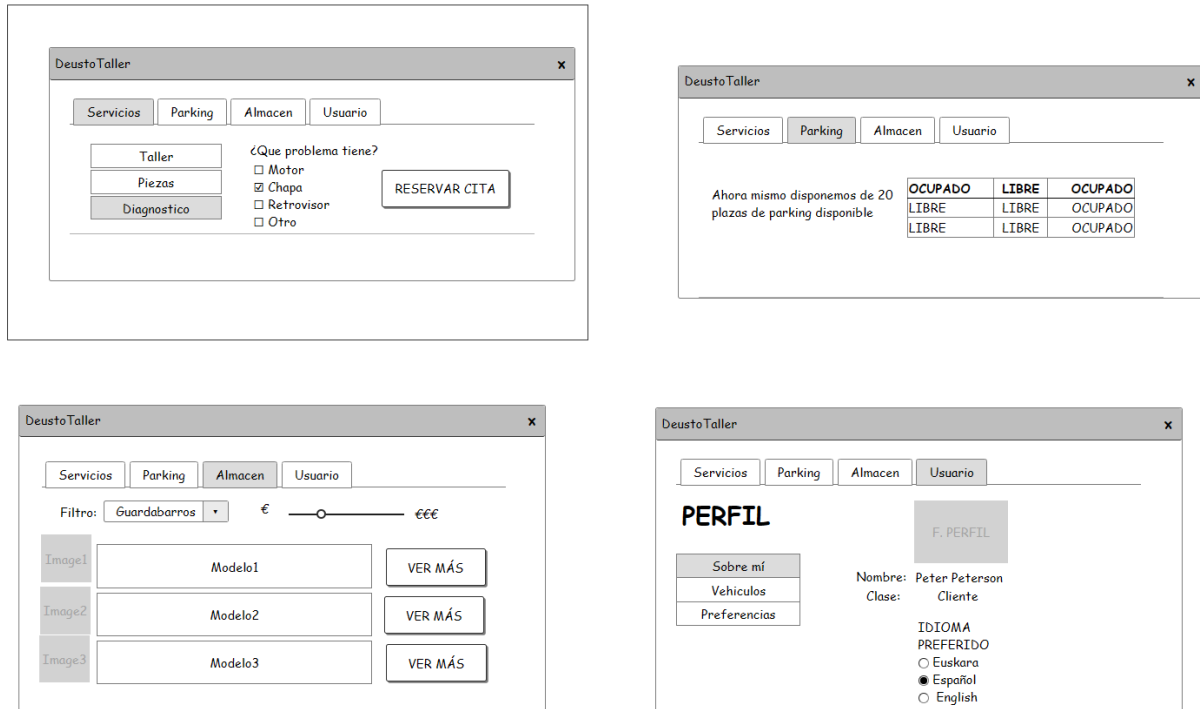 DeustoTaller x
Servicios Parking Almacen Usuario
Taller
Piezas
Diagnostico
¿Que problema tiene?
Motor
Chapa
Retrovisor
Otro
RESERVAR CITA
DeustoTaller x
Servicios Parking Almacen Usuario
Ahora mismo disponemos de 20
plazas de parking disponible
OCUPADO LIBRE OCUPADO
LIBRE LIBRE OCUPADO
LIBRE LIBRE OCUPADO
DeustoTaller x
Servicios Parking Almacen Usuario
Filtro: Guardabarros € €€€
Image1 Modelo1 VER MÁS
Image2 Modelo2 VER MÁS
Image3 Modelo3 VER MÁS
DeustoTaller x
Servicios Parking Almacen Usuario
PERFIL
Sobre mí
Vehiculos
Preferencias
F. PERFIL
Nombre: Peter Peterson
Clase: Cliente
IDIOMA
PREFERIDO
Euskara
Español
English